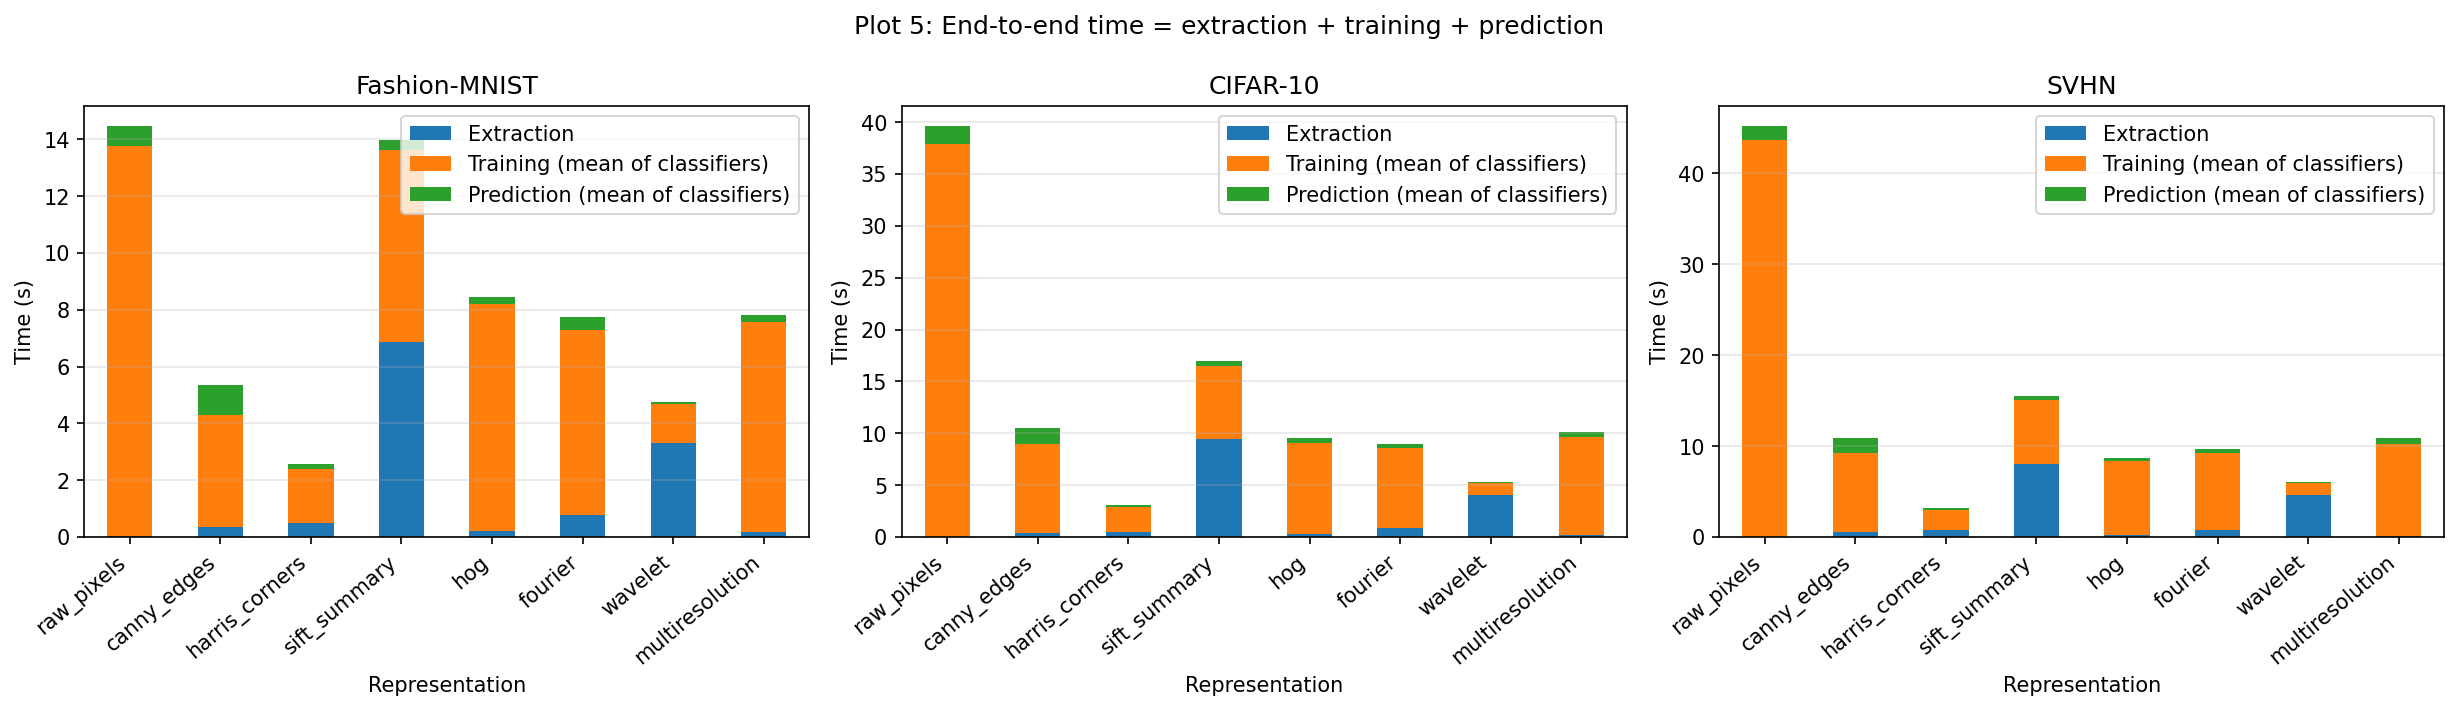 Plot 5: End-to-end time = extraction + training + prediction
Fashion-MNIST
Extraction
Training (mean of classifiers)
Prediction (mean of classifiers)
Time (s)
14
12
10
8
6
4
2
0
raw_pixels
canny_edges
harris_corners
sift_summary
hog
fourier
wavelet
multiresolution
Representation
CIFAR-10
Extraction
Training (mean of classifiers)
Prediction (mean of classifiers)
Time (s)
40
35
30
25
20
15
10
5
0
raw_pixels
canny_edges
harris_corners
sift_summary
hog
fourier
wavelet
multiresolution
Representation
SVHN
Extraction
Training (mean of classifiers)
Prediction (mean of classifiers)
Time (s)
40
30
20
10
0
raw_pixels
canny_edges
harris_corners
sift_summary
hog
fourier
wavelet
multiresolution
Representation